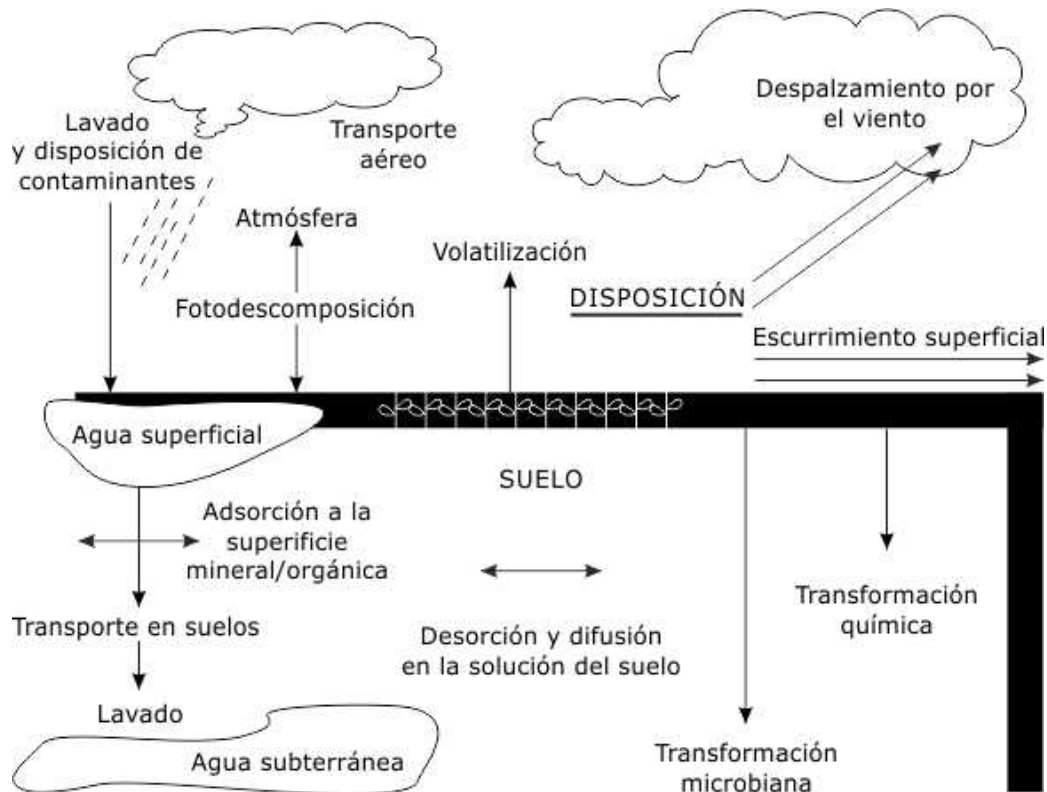 Lavado
y disposición de
contaminantes
Transporte
aéreo
Despalzamiento por
el viento
Atmósfera
Volatilización
Fotodescomposición
DISPOSICIÓN
Escurrimiento superficial
Agua superficial
SUELO
Adsorción a la
superificie
mineral/orgánica
Transporte en suelos
Desorción y difusión
en la solución del suelo
Transformación
química
Lavado
Agua subterránea
Transformación
microbiana